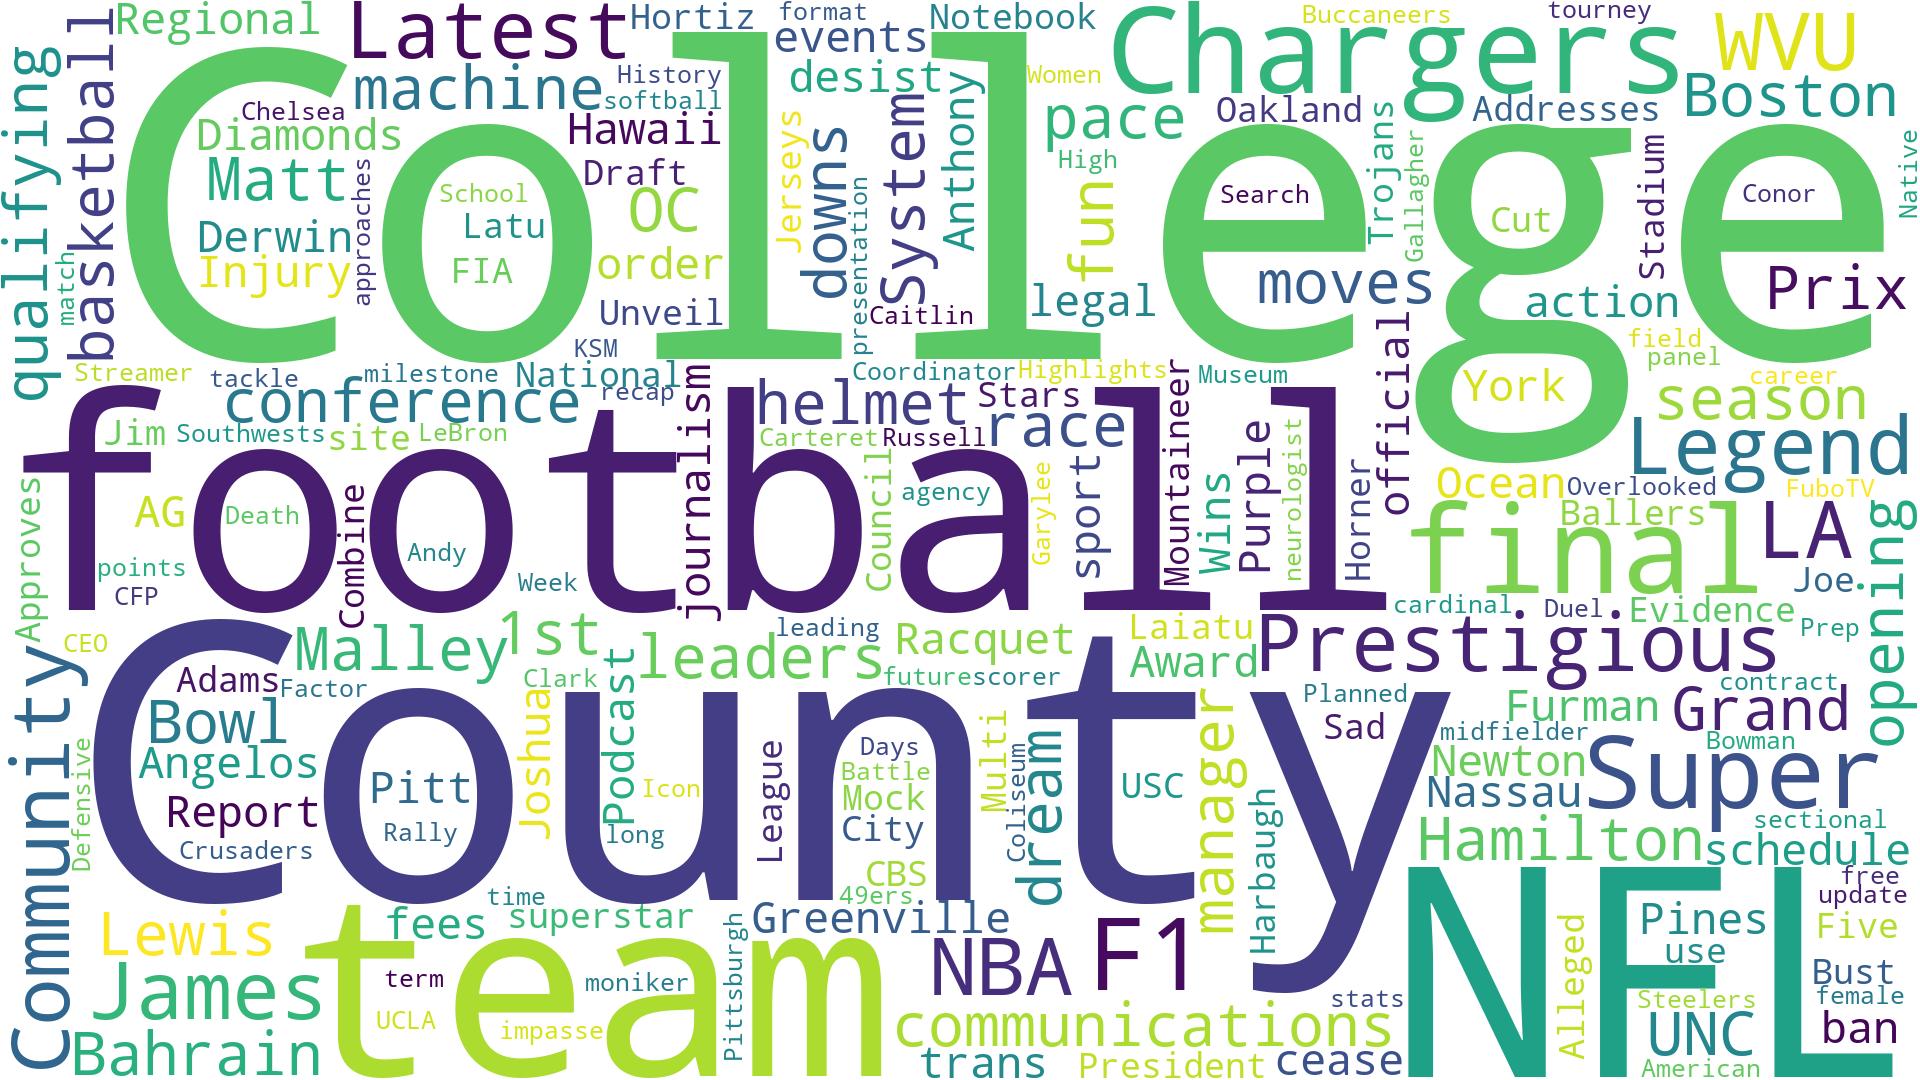 College
football
County
team
NFL
Regional
Latest
Hortiz
format
events
Notebook
Buccaneers
tourney
Chargers
WVU
qualifying
basketball
machine
History
softball
desist
Women
Boston
Chelsea
Diamonds
Hawaii
pace
Oakland
Addresses
Native
Matt
School
Draft
OC
Jerseys
downs
System
Anthony
High
fun
Trojans
Gallagher
Search
Cut
Stadium
Conor
Derwin
Latu
FIA
Injury
approaches
order
presentation
match
Unveil
Caitlin
legal
moves
action
Prix
KSM
field
panel
Streamer
tackle
milestone
National
recap
Coordinator
Highlights
Museum
York
career
season
conference
journalism
helmet
Stars
race
Mountaineer
official
Legend
Jim
Southwests
site
LeBron
Carteret
Russell
Council
agency
Garylee
sport
Wins
Purple
neurologist
Horner
Ocean
Overlooked
FuboTV
Approves
AG
Death
Combine
Andy
Week
final
Ballers
LA
opening
points
CFP
Joe
cardinal
Duel
Evidence
Prep
CEO
Malley
1st
leading
leaders
Racquet
Laiatu
Award
Prestigious
Community
Adams
Factor
Clark
future
scorer
Planned
contract
Bowl
Joshua
Podcast
Furman
Grand
Sad
midfielder
Bowman
Angelos
Defensive
Pitt
Icon
League
Days
Battle
Multi
Coliseum
dream
USC
manager
Newton
Super
Report
Mock
Nassau
Rally
long
City
Harbaugh
Hamilton
sectional
schedule
Crusaders
CBS
49ers
time
free
update
Lewis
fees
superstar
Pittsburgh
Greenville
Alleged
Pines
Five
use
James
term
moniker
NBA
F1
Bust
stats
Steelers
female
UCLA
impasse
communications
UNC
ban
Bahrain
trans
President
cease
American